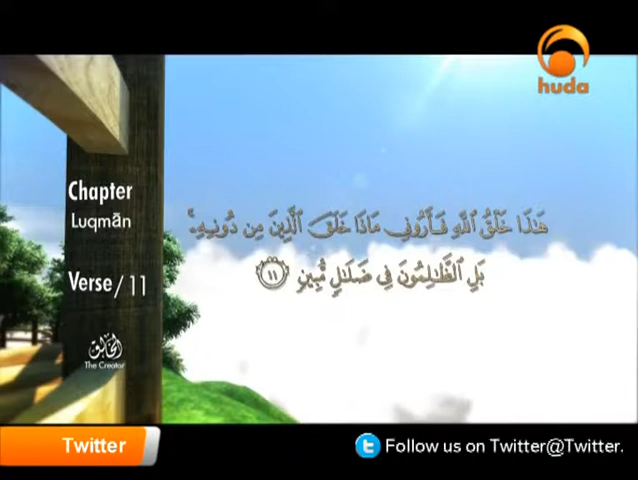 huda
Chapter
Luqmān
Verse/11
هَـٰذَا خَلْقُ ٱللَّهِ فَأَرُونِى مَاذَا خَلَقَ ٱلَّذِينَ مِن دُونِهِۦ ۚ
بَلِ ٱلظَّـٰلِمُونَ فِى ضَلَـٰلٍ مُّبِينٍ ١١
الخالق
The Creator
Twitter
Follow us on Twitter@Twitter.